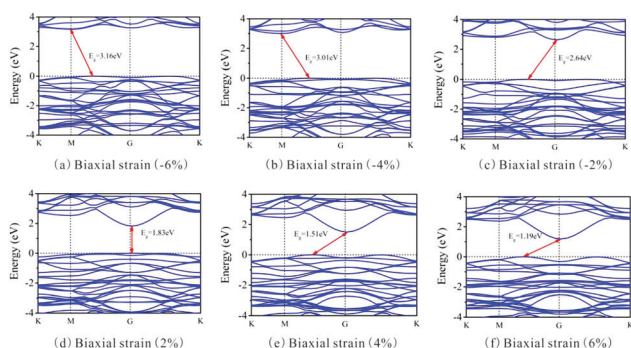 Energy (eV)
4
2
0
-2
-4
E_g=3.16eV
K M G K
(a) Biaxial strain (-6%)
Energy (eV)
4
2
0
-2
-4
E_g=3.01eV
K M G K
(b) Biaxial strain (-4%)
Energy (eV)
4
2
0
-2
-4
E_g=2.64eV
K M G K
(c) Biaxial strain (-2%)
Energy (eV)
4
2
0
-2
-4
E_g=1.83eV
K M G K
(d) Biaxial strain (2%)
Energy (eV)
4
2
0
-2
-4
E_g=1.51eV
K M G K
(e) Biaxial strain (4%)
Energy (eV)
4
2
0
-2
-4
E_g=1.19eV
K M G K
(f) Biaxial strain (6%)